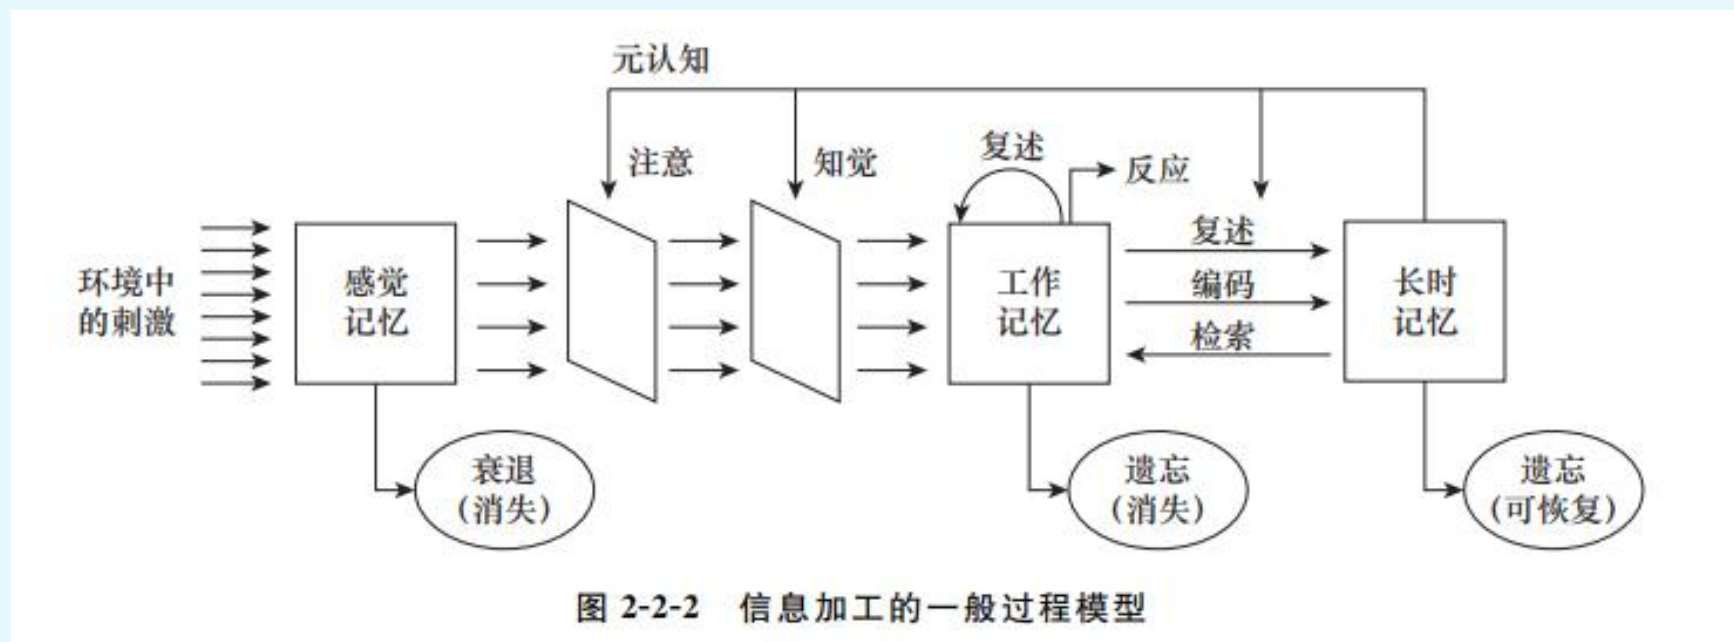 元认知
注意
知觉
复述
反应
环境中
的刺激
感觉
记忆
工作
记忆
复述
编码
检索
长时
记忆
衰退
（消失）
遗忘
（消失）
遗忘
（可恢复）
图 2-2-2 信息加工的一般过程模型